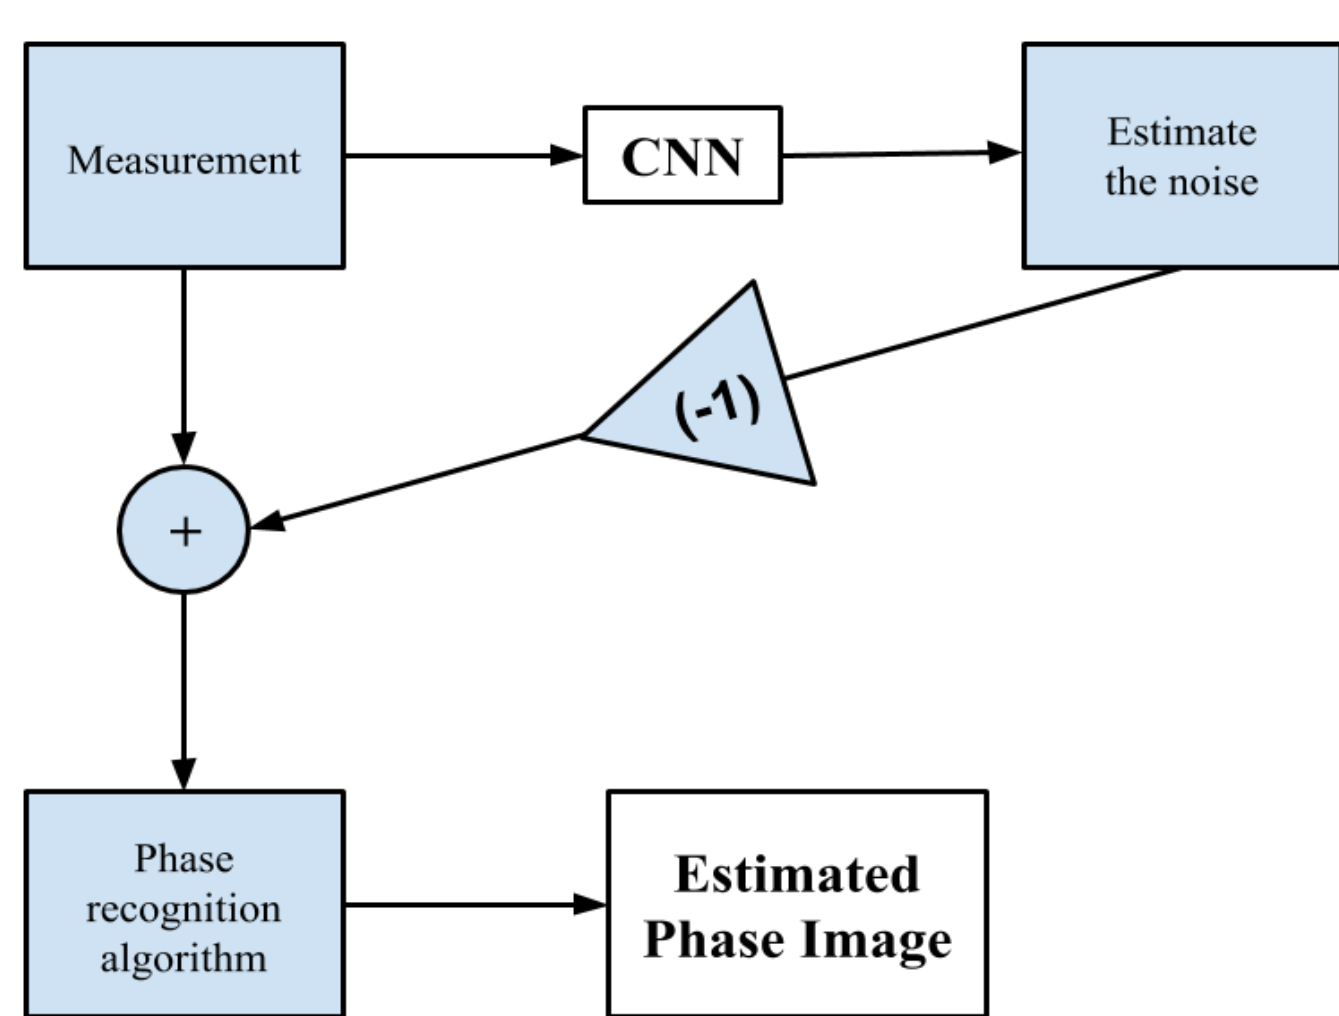 Measurement
CNN
Estimate
the noise
(-1)
+
Phase
recognition
algorithm
Estimated
Phase Image